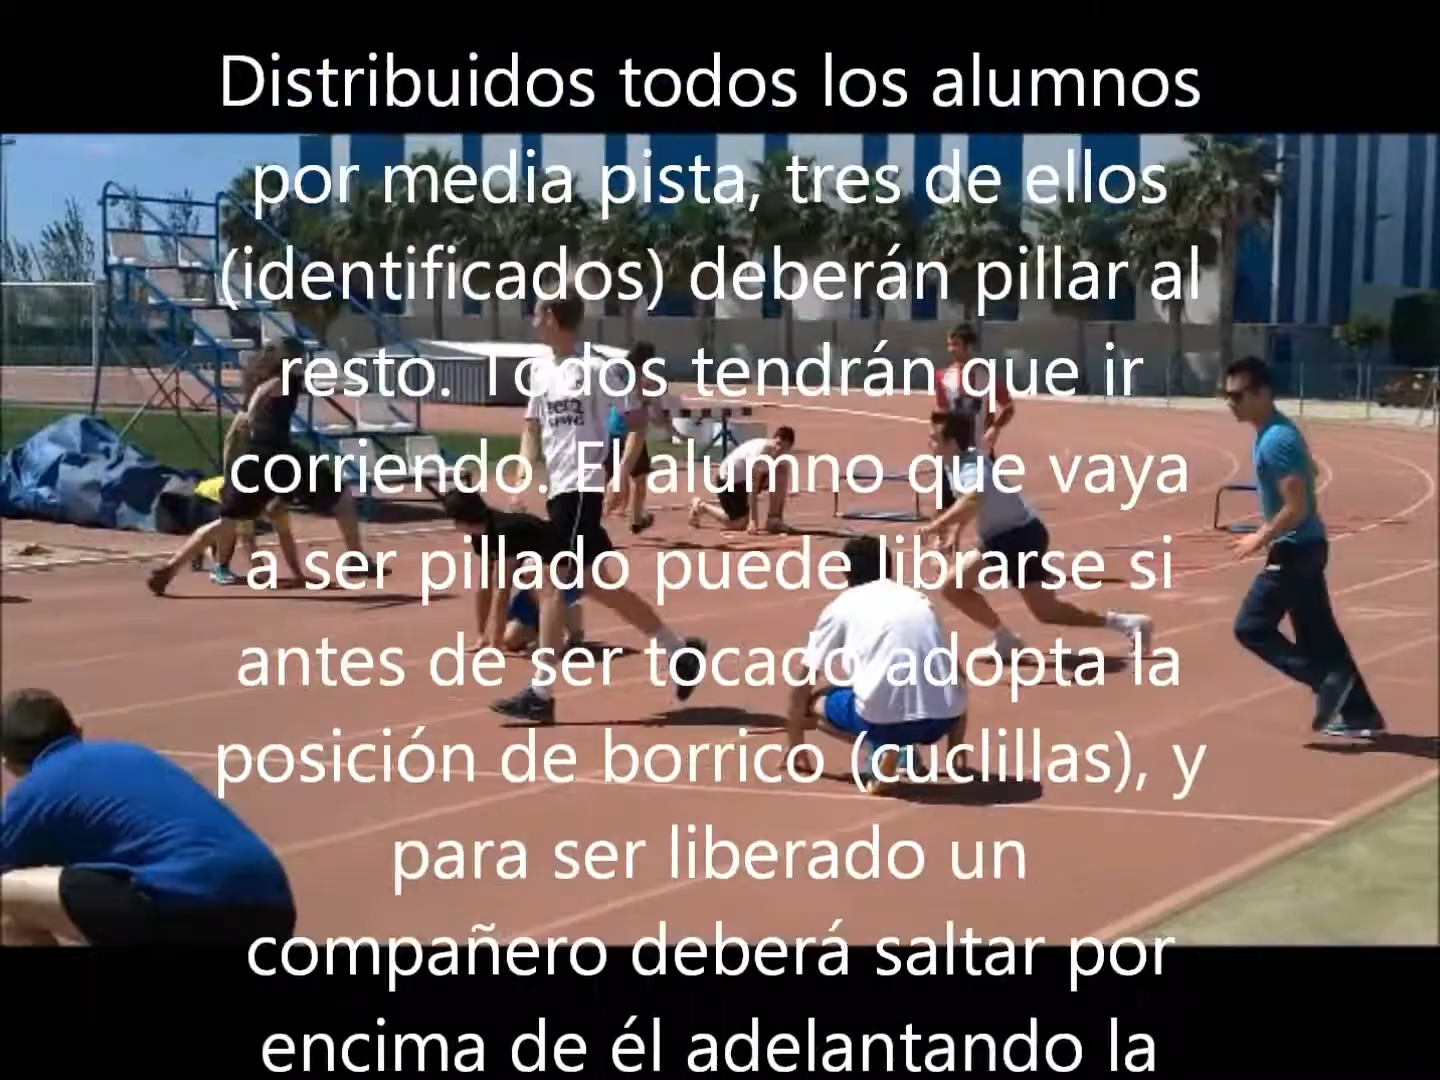 Distribuidos todos los alumnos
por media pista, tres de ellos
(identificados) deberán pillar al
resto. Todos tendrán que ir
corriendo. El alumno que vaya
a ser pillado puede librarse si
antes de ser tocado adopta la
posición de borrico (cuclillas), y
para ser liberado un
compañero deberá saltar por
encima de él adelantando la